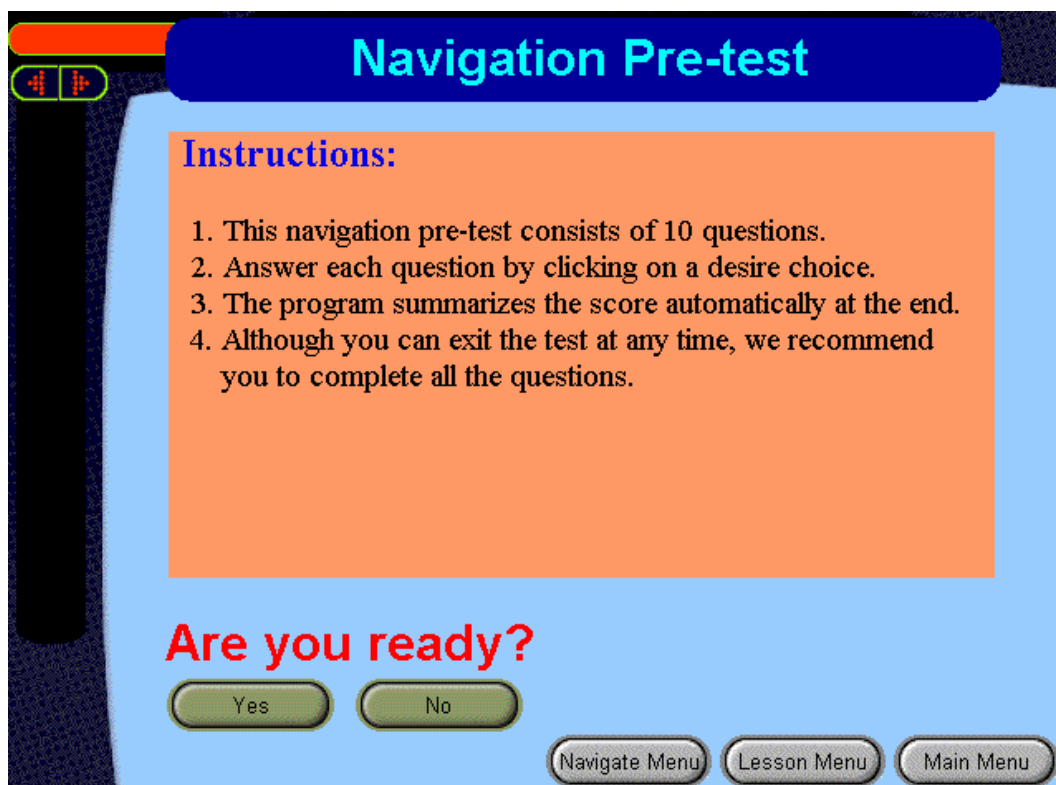 Navigation Pre-test
Instructions:
1. This navigation pre-test consists of 10 questions.
2. Answer each question by clicking on a desire choice.
3. The program summarizes the score automatically at the end.
4. Although you can exit the test at any time, we recommend
you to complete all the questions.
Are you ready?
Yes No
Navigate Menu Lesson Menu Main Menu